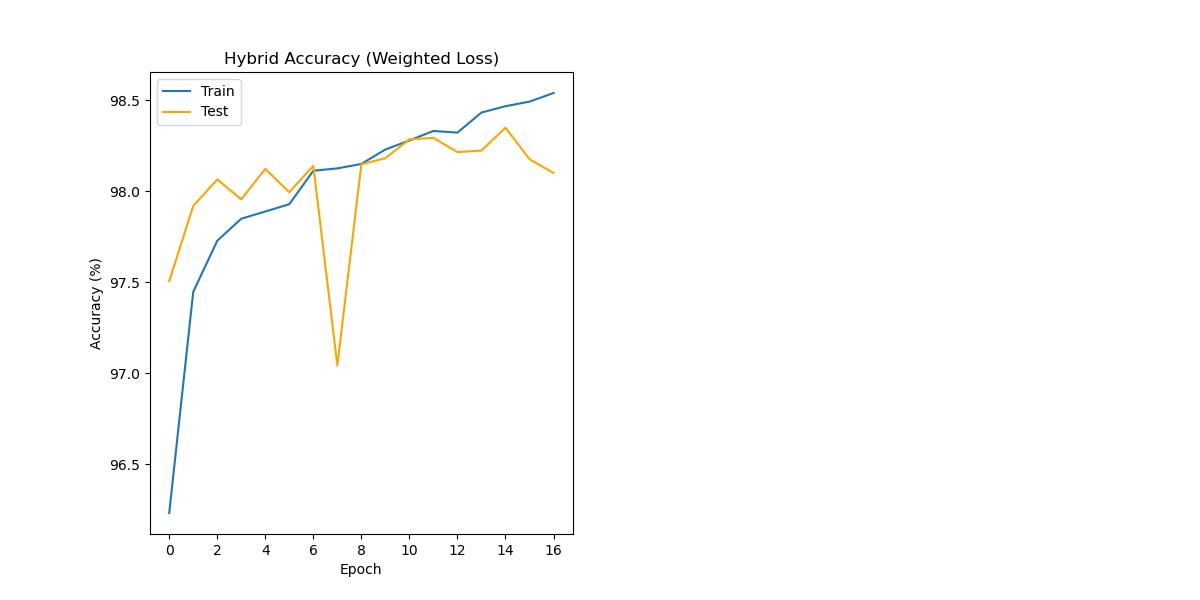 Hybrid Accuracy (Weighted Loss)
Train
Test
98.5
98.0
97.5
97.0
96.5
Accuracy (%)
0 2 4 6 8 10 12 14 16
Epoch